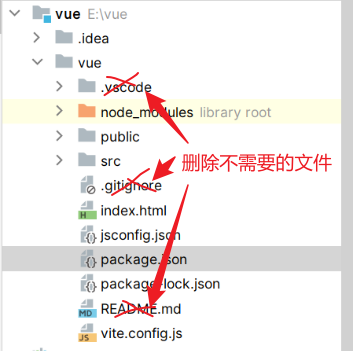 vue E:\vue
.idea
vue
.vscode
node_modules library root
public
src
删除不需要的文件
.gitignore
index.html
jsconfig.json
package.json
package-lock.json
README.md
vite.config.js